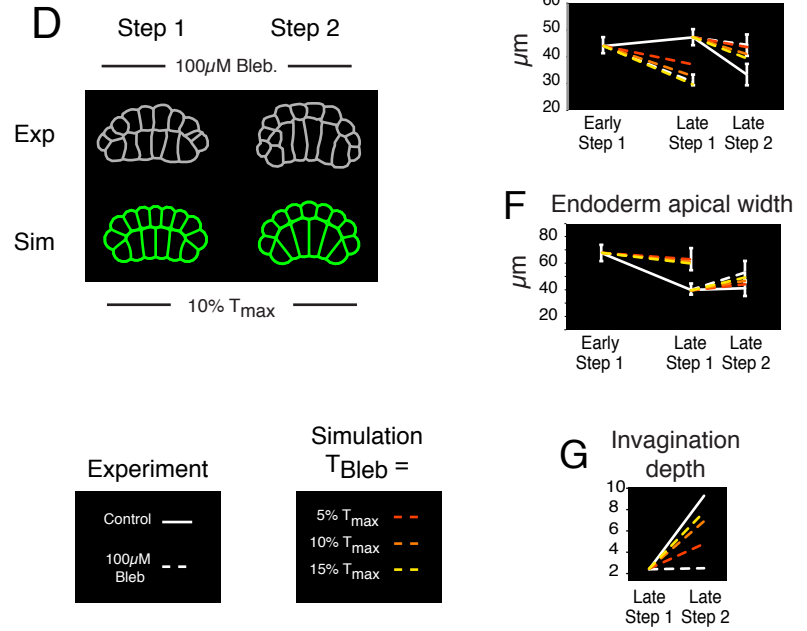 D
Step 1 Step 2
100µM Bleb.
Exp
Sim
10% Tmax
60
50
40
30
20
µm
Early Step 1
Late Step 1
Late Step 2
F Endoderm apical width
80
60
40
20
µm
Early Step 1
Late Step 1
Late Step 2
Experiment
Control
100µM
Bleb
Simulation
TBleb =
5% Tmax
10% Tmax
15% Tmax
G Invagination
depth
10
8
6
4
2
Late Step 1
Late Step 2